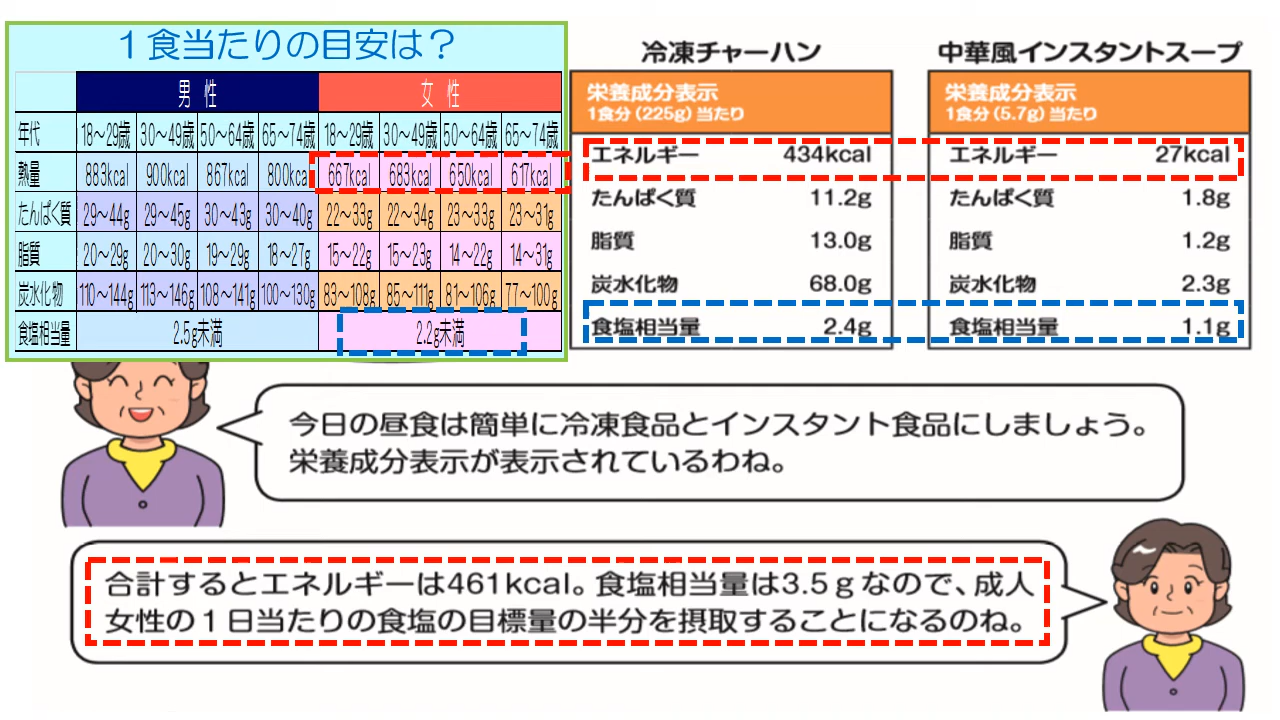 1食当たりの目安は？
男 性 女 性
年代 18～29歳 30～49歳 50～64歳 65～74歳 18～29歳 30～49歳 50～64歳 65～74歳
熱量 883kcal 900kcal 867kcal 800kcal 667kcal 683kcal 650kcal 617kcal
たんぱく質 29～44g 29～45g 30～43g 30～40g 22～33g 22～34g 23～33g 23～31g
脂質 20～29g 20～30g 19～29g 18～27g 15～22g 15～23g 14～22g 14～31g
炭水化物 110～144g 113～146g 108～141g 100～130g 83～108g 85～111g 81～106g 77～100g
食塩相当量 2.5g未満 2.2g未満
冷凍チャーハン
栄養成分表示
1食分（225g）当たり
エネルギー 434kcal
たんぱく質 11.2g
脂質 13.0g
炭水化物 68.0g
食塩相当量 2.4g
中華風インスタントスープ
栄養成分表示
1食分（5.7g）当たり
エネルギー 27kcal
たんぱく質 1.8g
脂質 1.2g
炭水化物 2.3g
食塩相当量 1.1g
今日の昼食は簡単に冷凍食品とインスタント食品にしましょう。
栄養成分表示が表示されているわね。
合計するとエネルギーは461kcal。食塩相当量は3.5ｇなので、成人
女性の１日当たりの食塩の目標量の半分を摂取することになるのね。